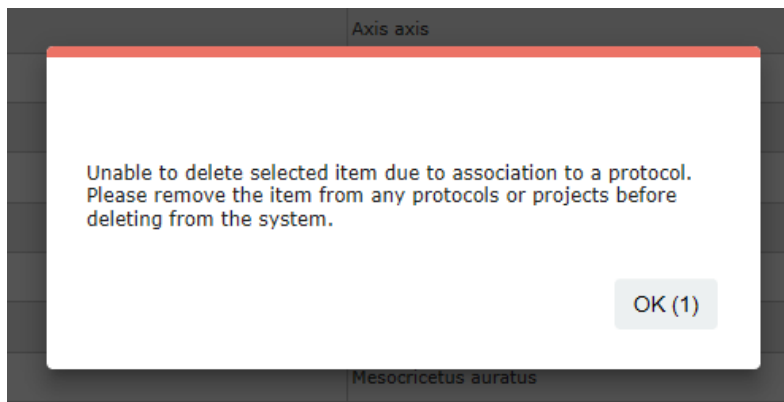 Axis axis
Unable to delete selected item due to association to a protocol.
Please remove the item from any protocols or projects before
deleting from the system.
OK (1)
Mesocricetus auratus